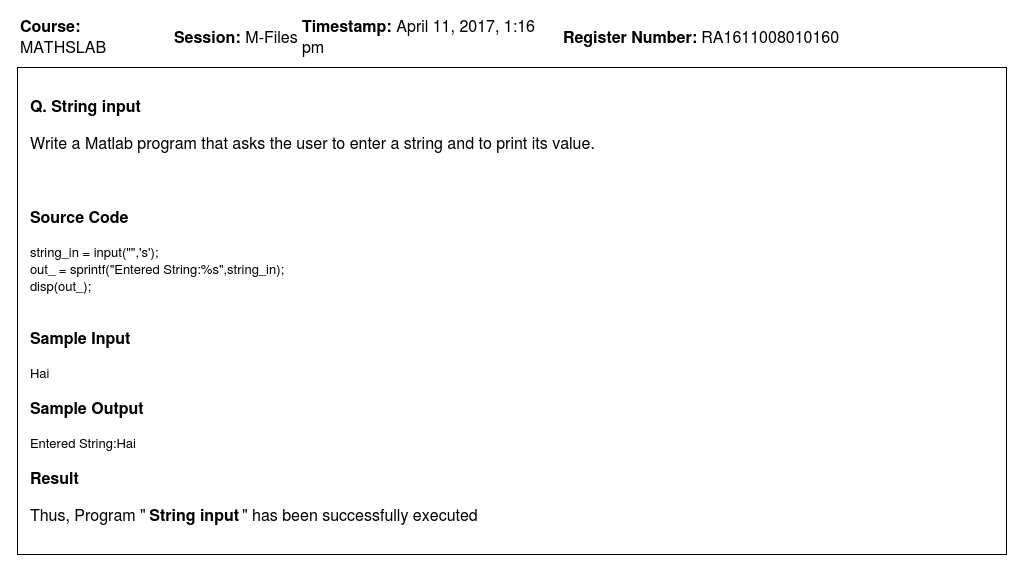 Course:
MATHSLAB
Session: M-Files
Timestamp: April 11, 2017, 1:16
pm
Register Number: RA1611008010160
Q. String input
Write a Matlab program that asks the user to enter a string and to print its value.
Source Code
string_in = input("",'s');
out_ = sprintf("Entered String:%s",string_in);
disp(out_);
Sample Input
Hai
Sample Output
Entered String:Hai
Result
Thus, Program " String input " has been successfully executed